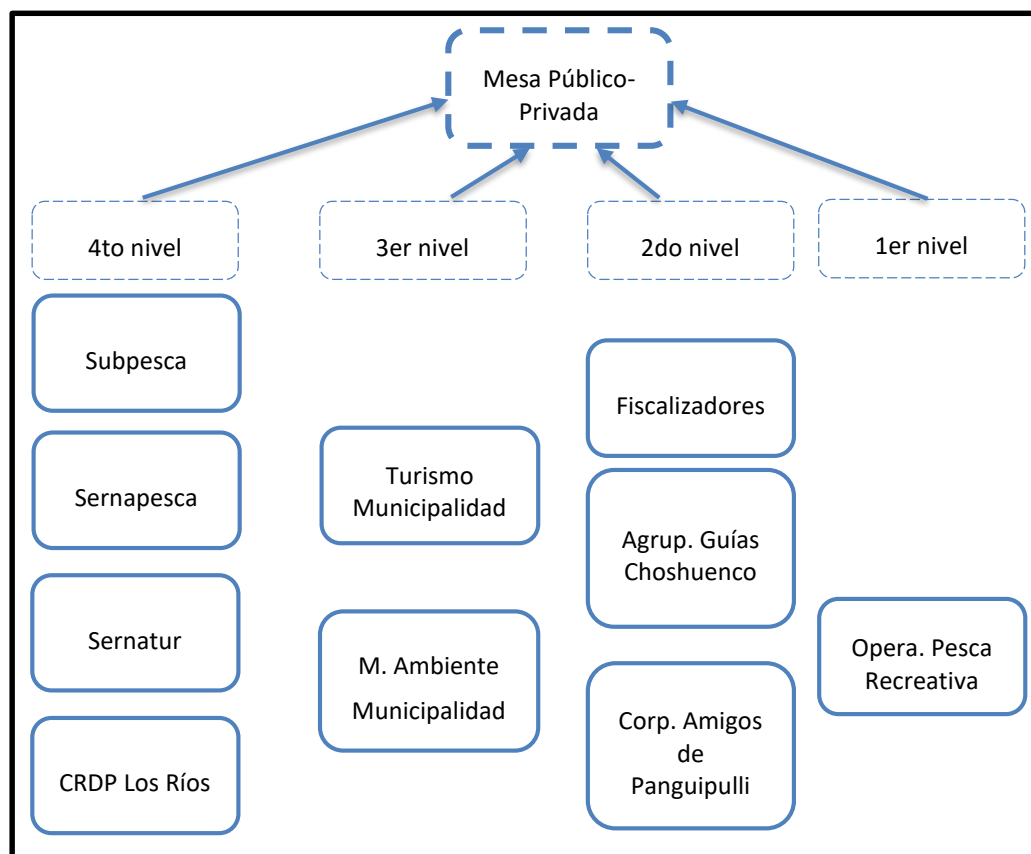 Mesa Público-
Privada
4to nivel
3er nivel
2do nivel
1er nivel
Subpesca
Sernapesca
Sernatur
CRDP Los Ríos
Turismo
Municipalidad
M. Ambiente
Municipalidad
Fiscalizadores
Agrup. Guías
Choshuenco
Corp. Amigos
de
Panguipulli
Opera. Pesca
Recreativa